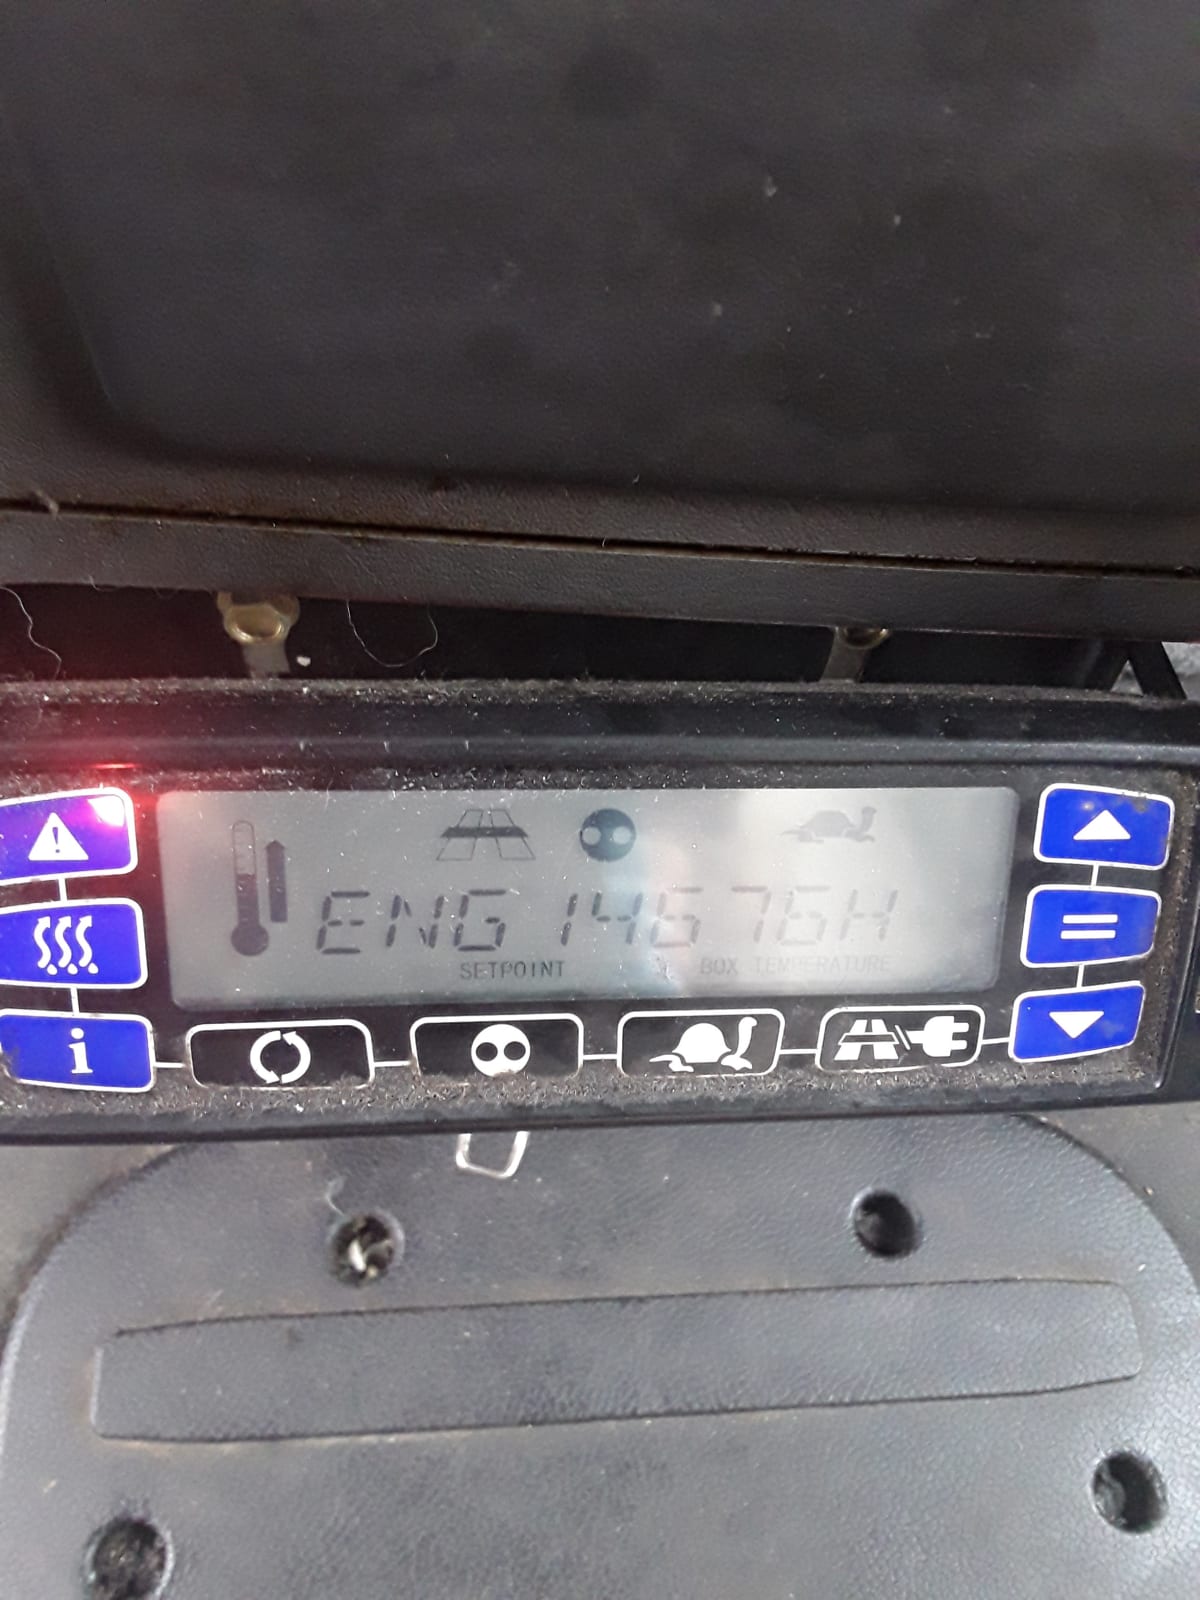 ENG 14676H
SETPOINT BOX TEMPERATURE
i